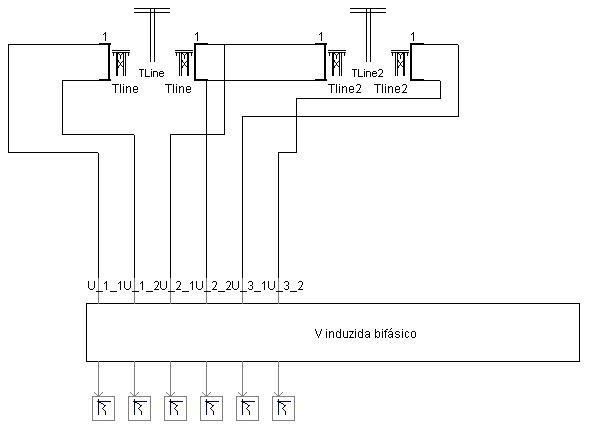 1 1 1 1
TLine TLine2
Tline Tline Tline2 Tline2
U_1_1U_1_2U_2_1U_2_2U_3_1U_3_2
V induzida bifásico